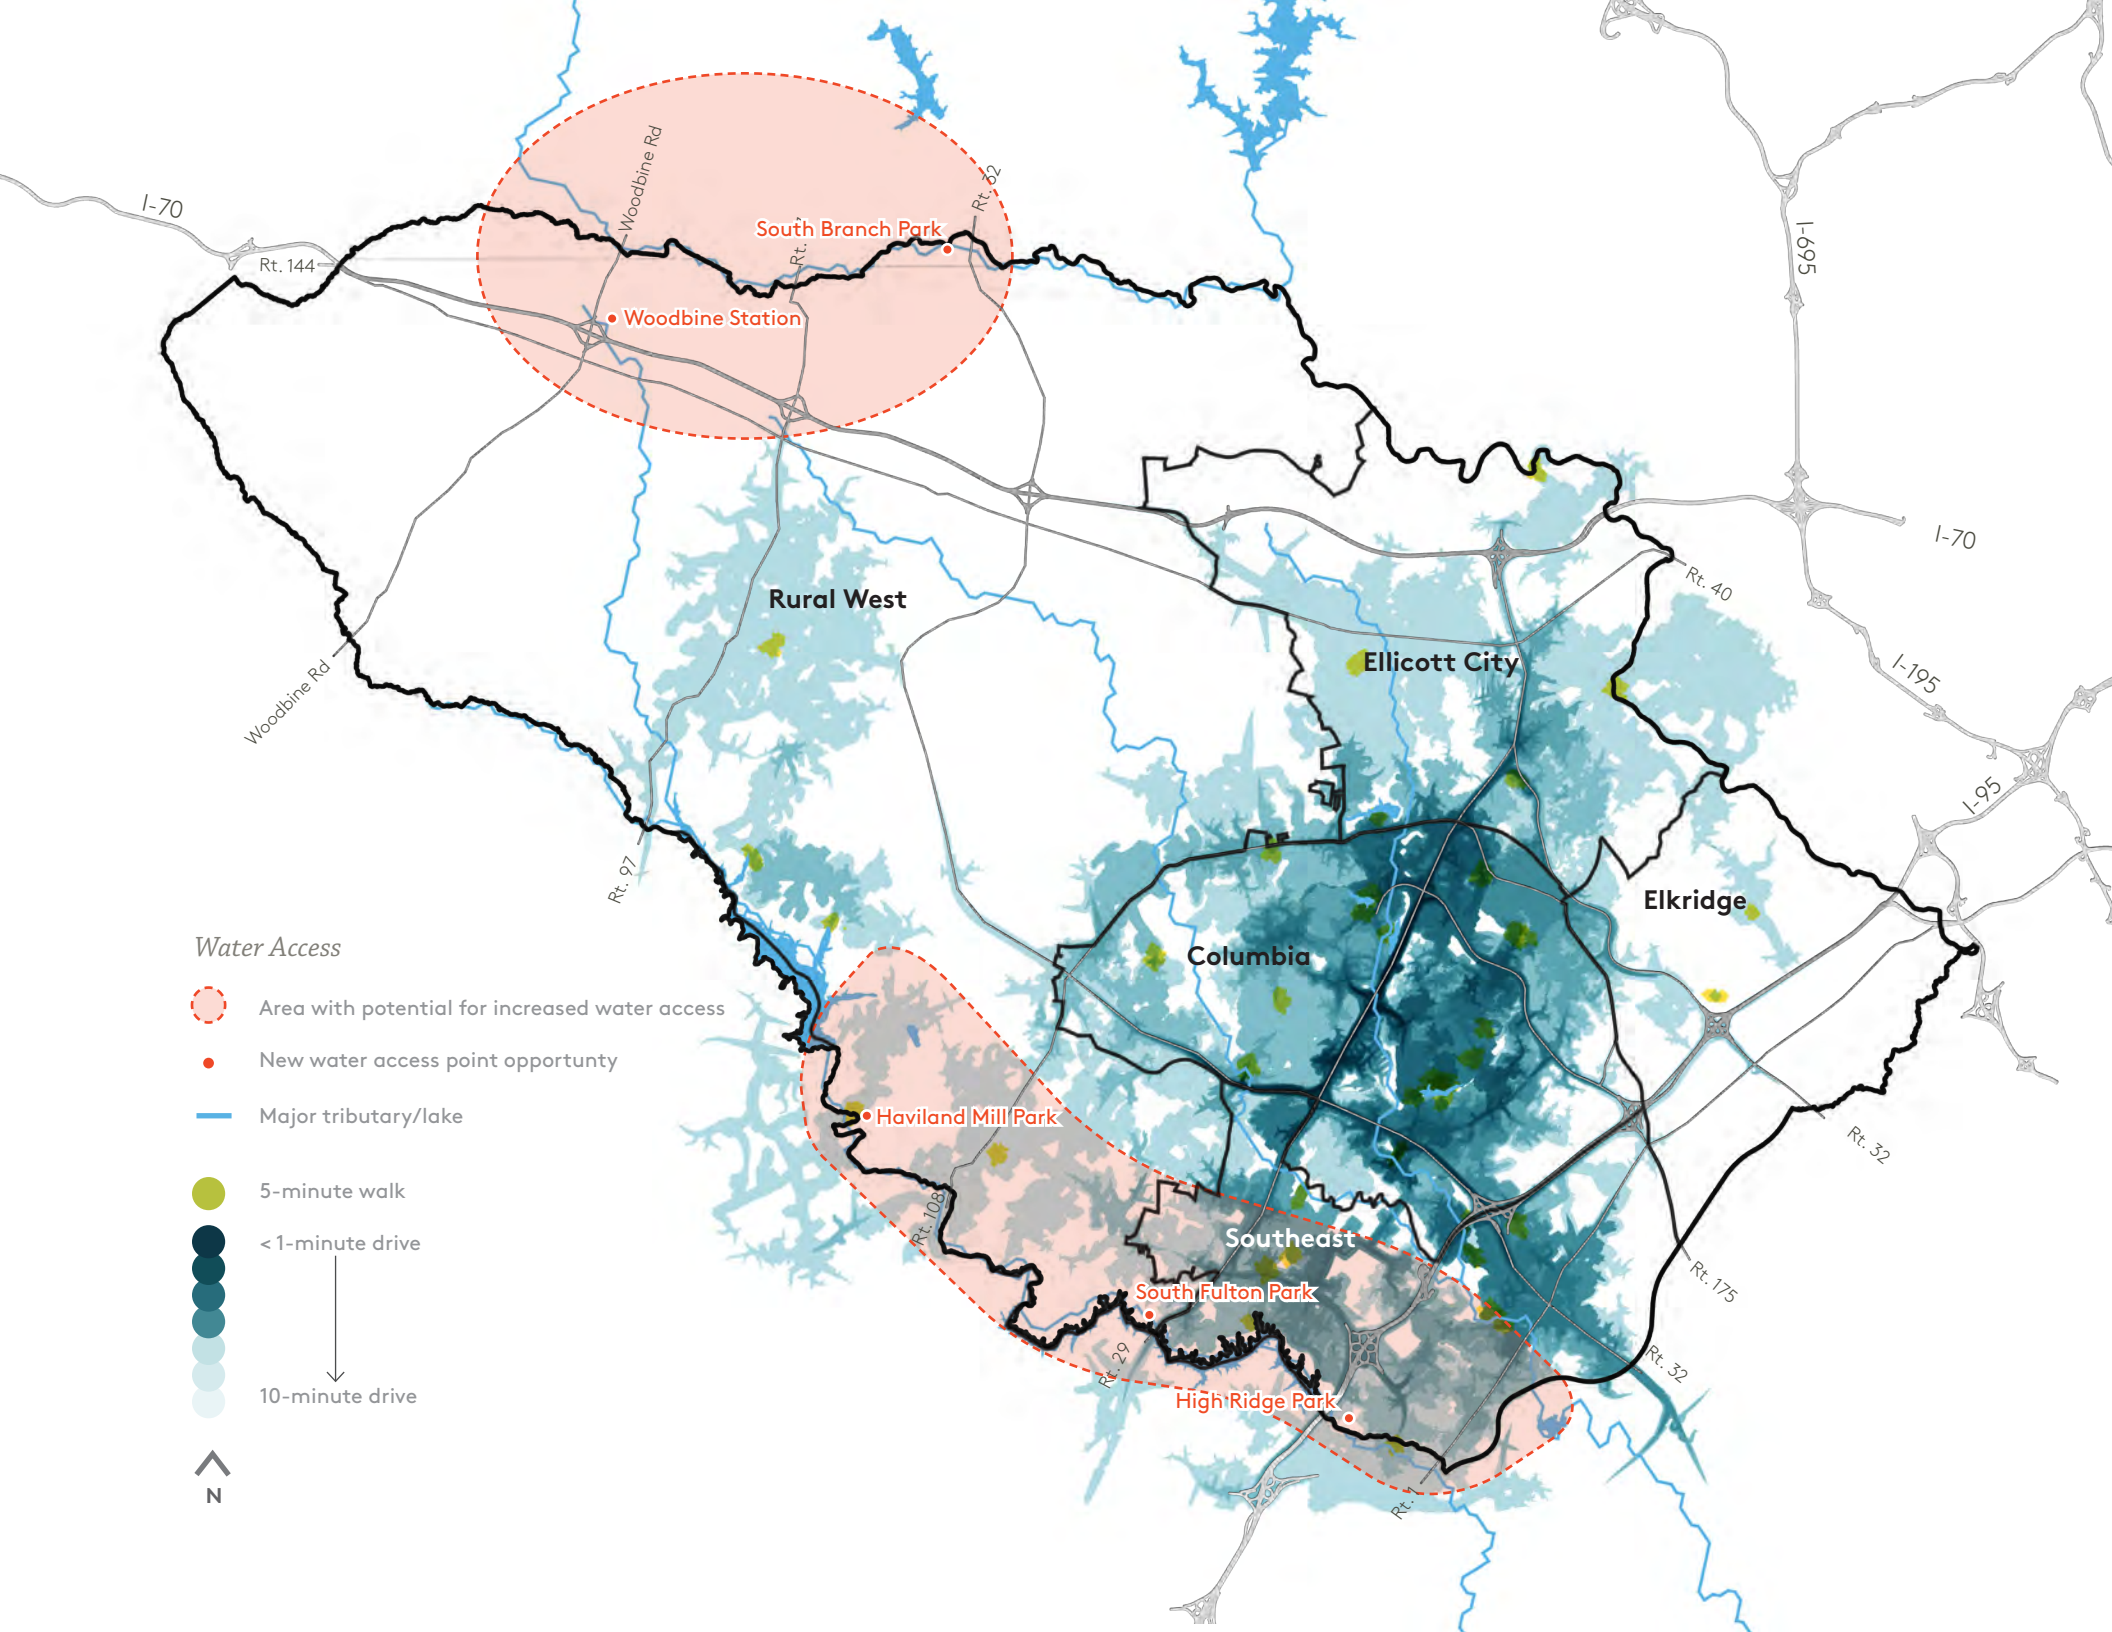 I-70
Rt. 144
Woodbine Rd
Rt.
South Branch Park
Rt. 32
Woodbine Station
I-695
I-70
Rt. 40
I-195
I-95
Rural West
Ellicott City
Elkridge
Columbia
Woodbine Rd
Rt. 97
Water Access
Area with potential for increased water access
New water access point opportunty
Major tributary/lake
5-minute walk
< 1-minute drive
10-minute drive
N
Haviland Mill Park
Rt. 108
Southeast
South Fulton Park
Rt. 29
High Ridge Park
Rt. 1
Rt. 32
Rt. 175
Rt. 32